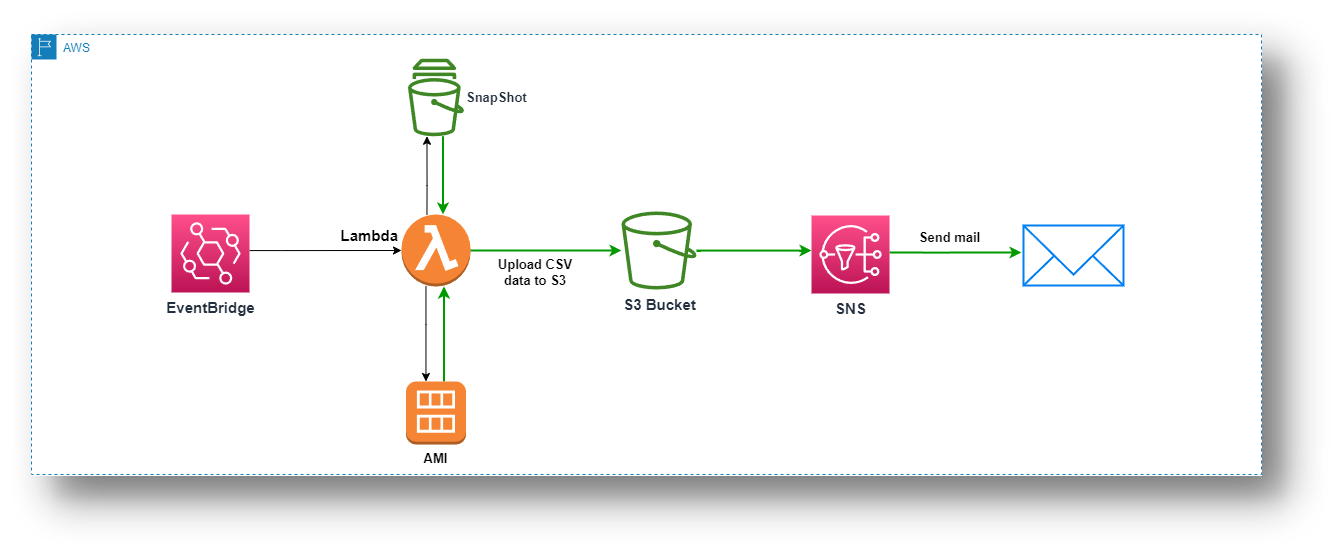 AWS
SnapShot
Lambda
EventBridge
Upload CSV
data to S3
S3 Bucket
SNS
Send mail
AMI